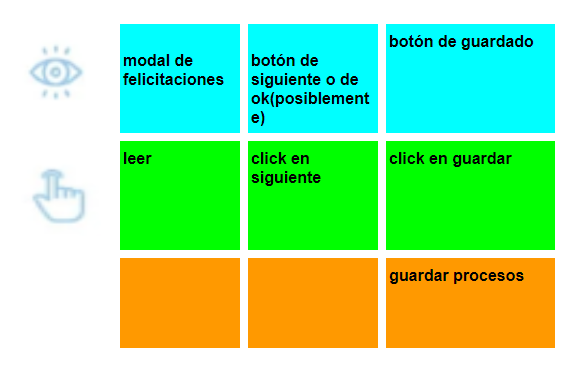 modal de
felicitaciones
botón de
siguiente o de
ok(posiblement
e)
botón de guardado
leer
click en
siguiente
click en guardar
guardar procesos